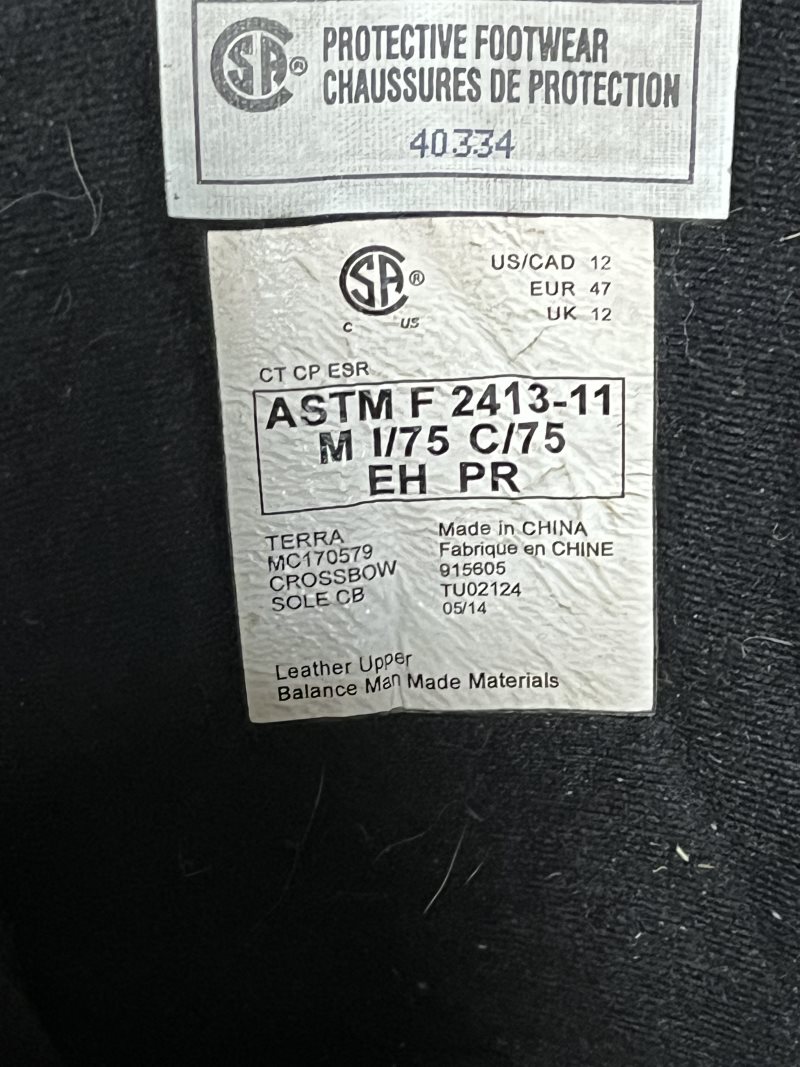 CSA® PROTECTIVE FOOTWEAR
CHAUSSURES DE PROTECTION
40334
CSA®
C US
US/CAD 12
EUR 47
UK 12
CT CP ESR
ASTM F 2413-11
M I/75 C/75
EH PR
TERRA
MC170579
CROSSBOW
SOLE CB
Made in CHINA
Fabrique en CHINE
915605
TU02124
05/14
Leather Upper
Balance Man Made Materials